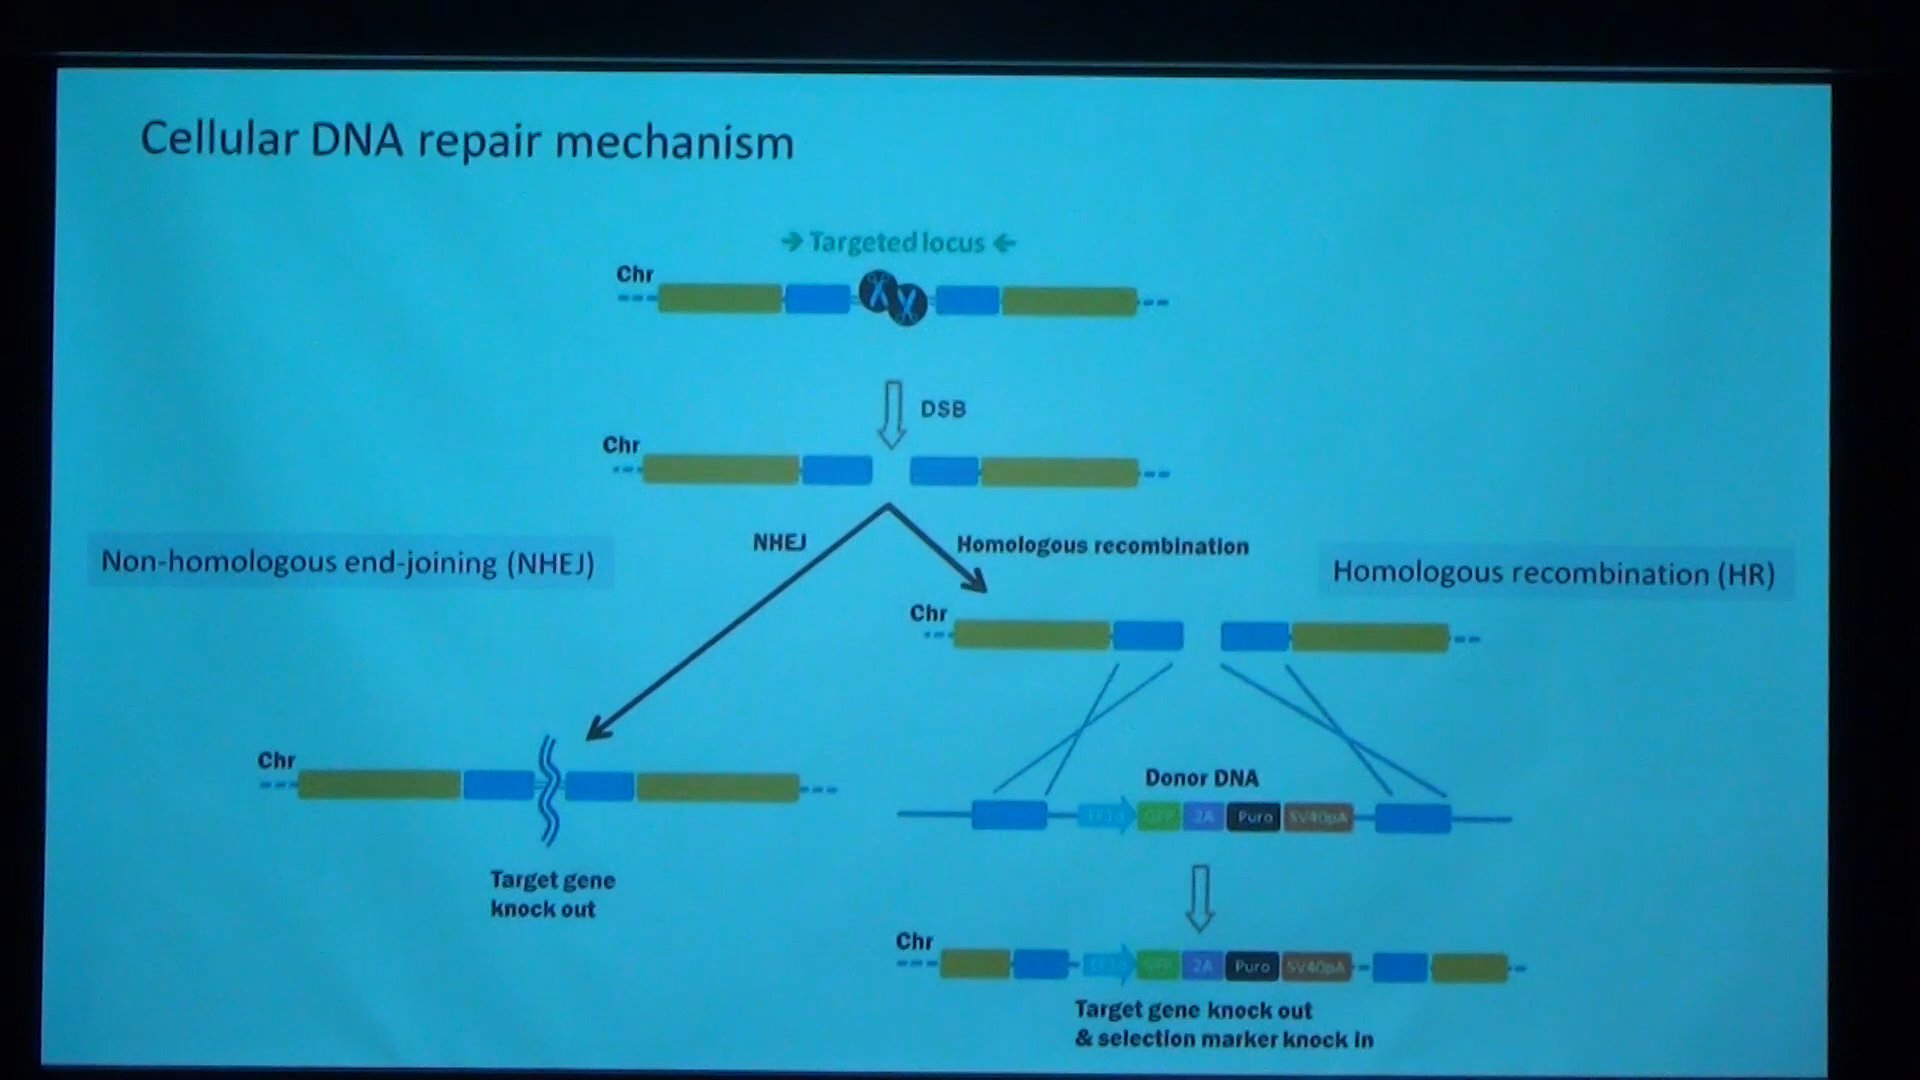 Cellular DNA repair mechanism
→ Targeted locus ←
Chr
DSB
Chr
NHEJ
Homologous recombination
Non-homologous end-joining (NHEJ)
Homologous recombination (HR)
Chr
Chr
Donor DNA
GFP 2A Puro SV40pA
Target gene
knock out
Chr
GFP 2A Puro SV40pA
Target gene knock out
& selection marker knock in